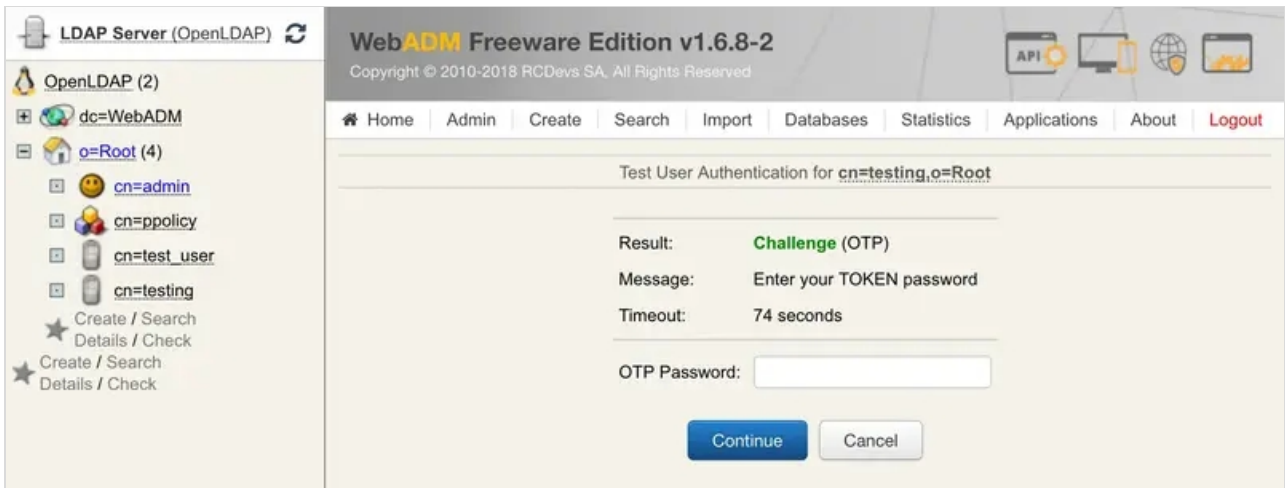 LDAP Server (OpenLDAP)
OpenLDAP (2)
dc=WebADM
o=Root (4)
cn=admin
cn=ppolicy
cn=test_user
cn=testing
Create / Search
Details / Check
Create / Search
Details / Check
WebADM Freeware Edition v1.6.8-2
Copyright © 2010-2018 RCDevs SA, All Rights Reserved
API
Home Admin Create Search Import Databases Statistics Applications About Logout
Test User Authentication for cn=testing,o=Root
Result: Challenge (OTP)
Message: Enter your TOKEN password
Timeout: 74 seconds
OTP Password:
Continue Cancel